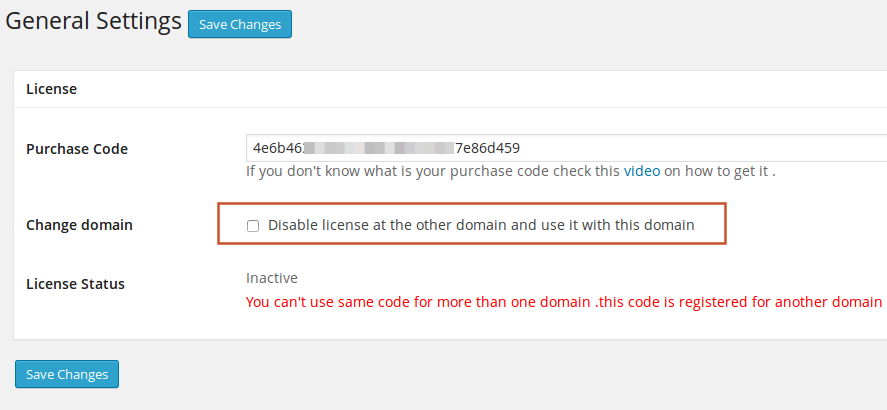 General Settings
Save Changes
License
Purchase Code
4e6b46 7e86d459
If you don't know what is your purchase code check this video on how to get it .
Change domain
Disable license at the other domain and use it with this domain
License Status
Inactive
You can't use same code for more than one domain .this code is registered for another domain
Save Changes